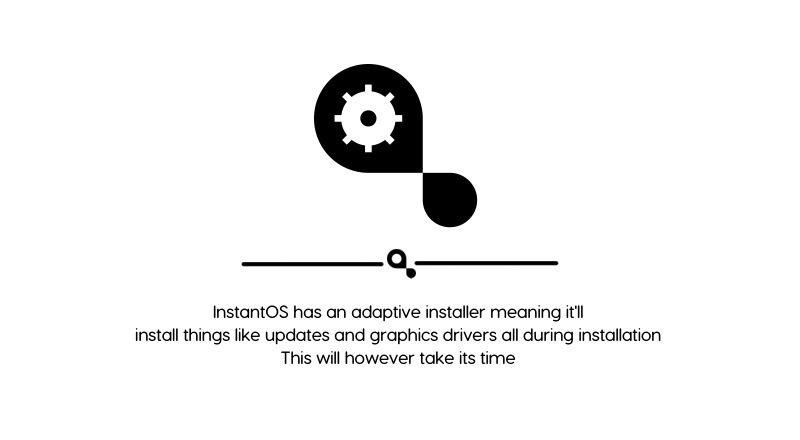 InstantOS has an adaptive installer meaning it'll
install things like updates and graphics drivers all during installation
This will however take its time